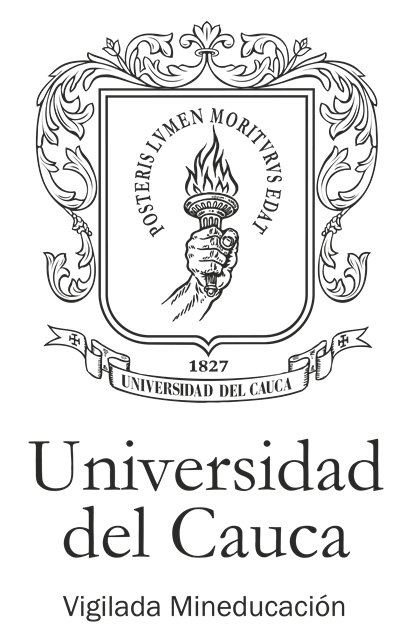 POSTERIS LVMEN MORITVRVS EDAT
1827
UNIVERSIDAD DEL CAUCA
Universidad
del Cauca
Vigilada Mineducación